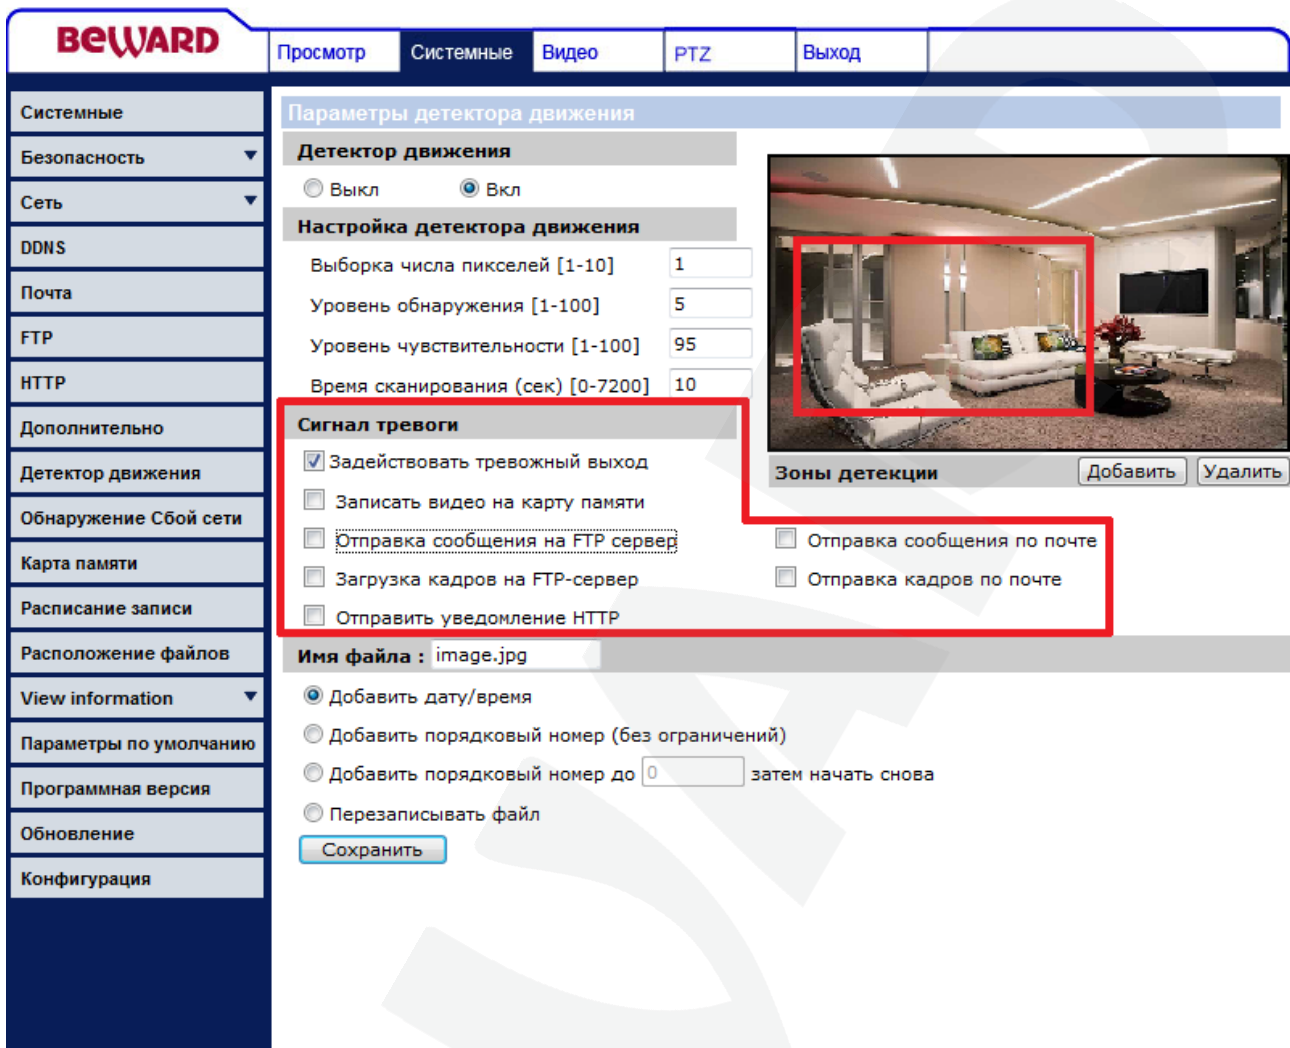 BEWARD
Просмотр
Системные
Видео
PTZ
Выход
Системные
Безопасность
Сеть
DDNS
Почта
FTP
HTTP
Дополнительно
Детектор движения
Обнаружение Сбой сети
Карта памяти
Расписание записи
Расположение файлов
View information
Параметры по умолчанию
Программная версия
Обновление
Конфигурация
Параметры детектора движения
Детектор движения
Выкл
Вкл
Настройка детектора движения
Выборка числа пикселей [1-10] 1
Уровень обнаружения [1-100] 5
Уровень чувствительности [1-100] 95
Время сканирования (сек) [0-7200] 10
Зоны детекции
Добавить
Удалить
Сигнал тревоги
Задействовать тревожный выход
Записать видео на карту памяти
Отправка сообщения на FTP сервер
Отправка сообщения по почте
Загрузка кадров на FTP-сервер
Отправка кадров по почте
Отправить уведомление HTTP
Имя файла : image.jpg
Добавить дату/время
Добавить порядковый номер (без ограничений)
Добавить порядковый номер до 0 затем начать снова
Перезаписывать файл
Сохранить